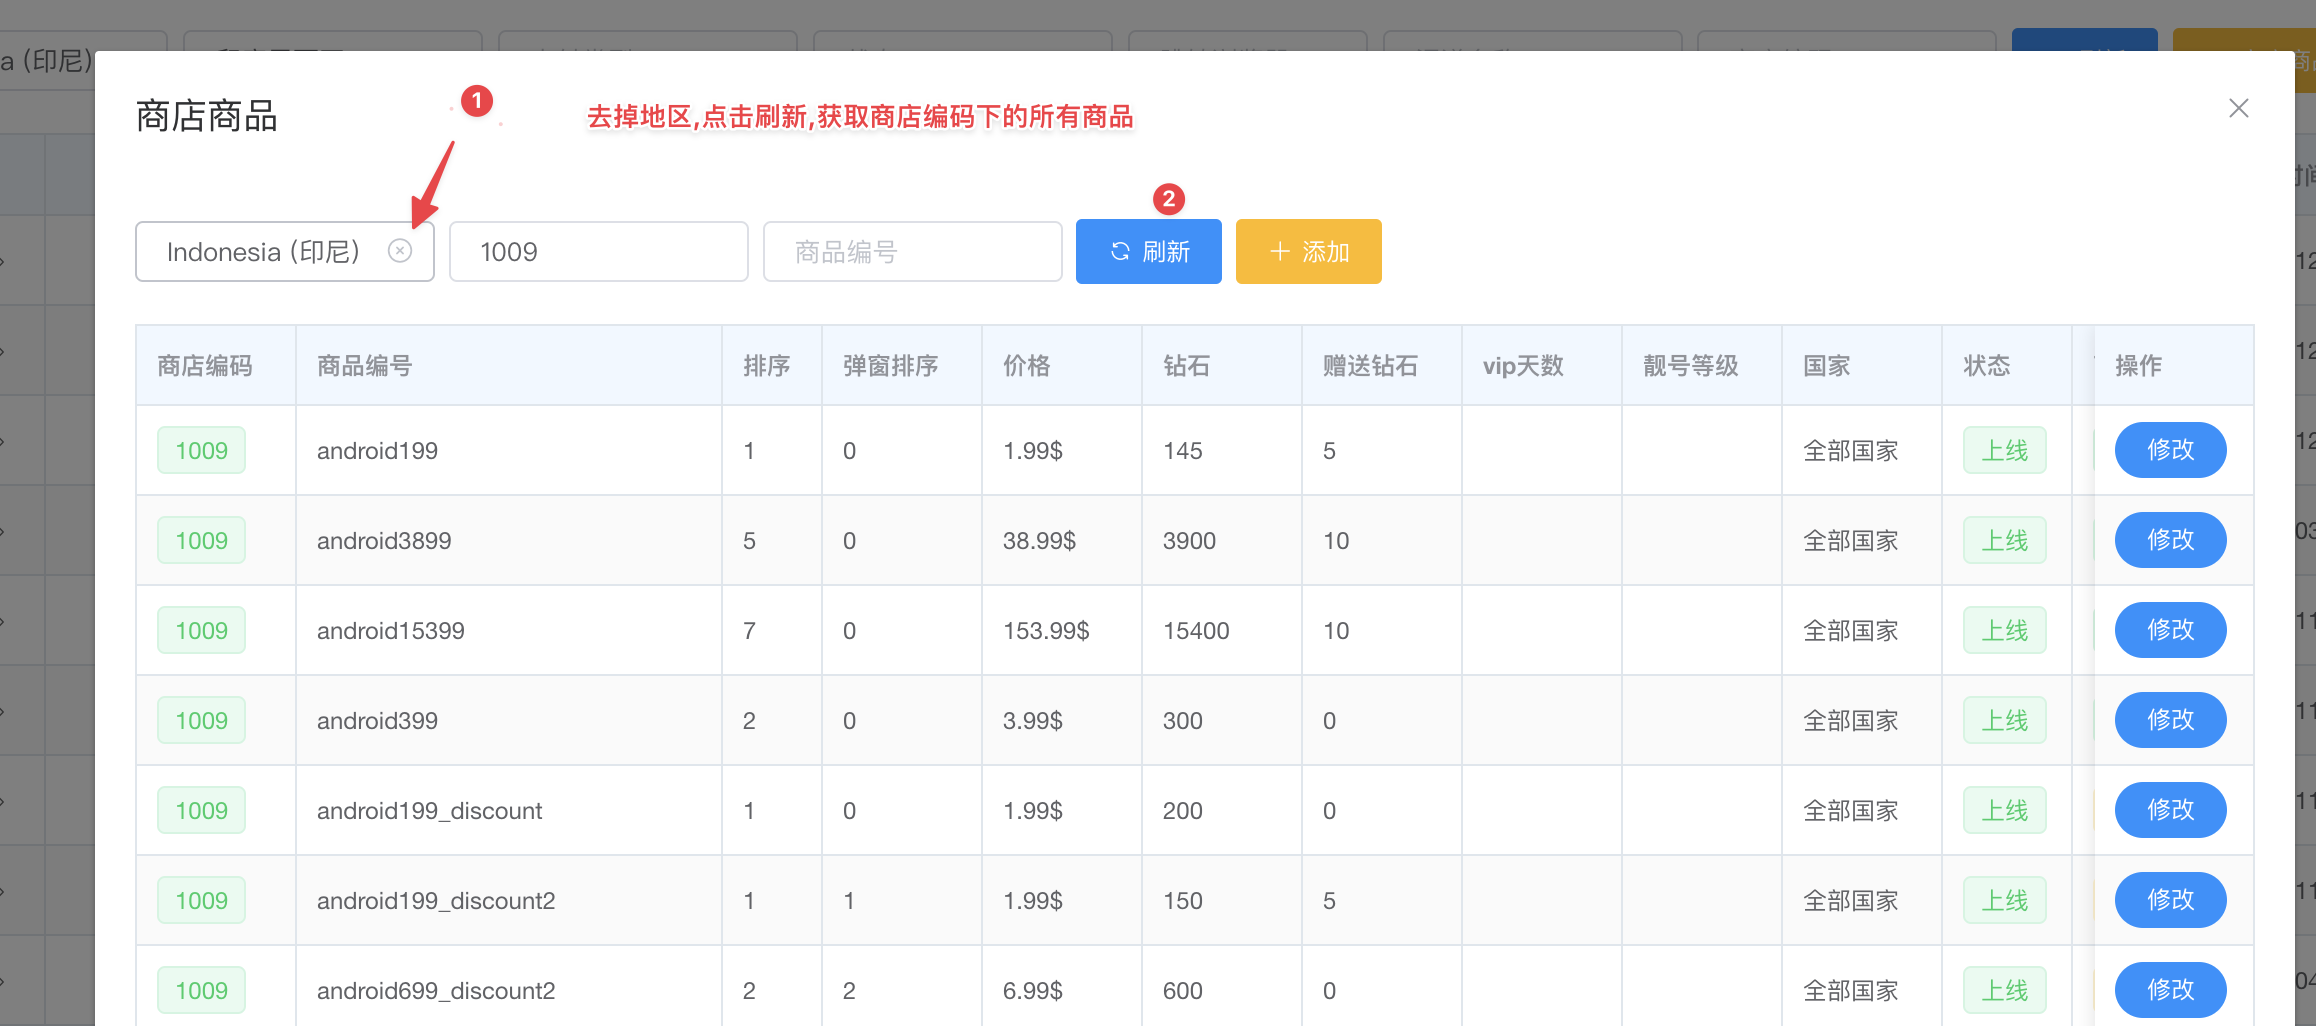 a (印尼)
商店商品
1
去掉地区,点击刷新,获取商店编码下的所有商品
2
Indonesia (印尼) 1009 商品编号 刷新 添加
商店编码 商品编号 排序 弹窗排序 价格 钻石 赠送钻石 vip天数 靓号等级 国家 状态 操作
1009 android199 1 0 1.99$ 145 5 全部国家 上线 修改
1009 android3899 5 0 38.99$ 3900 10 全部国家 上线 修改
1009 android15399 7 0 153.99$ 15400 10 全部国家 上线 修改
1009 android399 2 0 3.99$ 300 0 全部国家 上线 修改
1009 android199_discount 1 0 1.99$ 200 0 全部国家 上线 修改
1009 android199_discount2 1 1 1.99$ 150 5 全部国家 上线 修改
1009 android699_discount2 2 2 6.99$ 600 0 全部国家 上线 修改